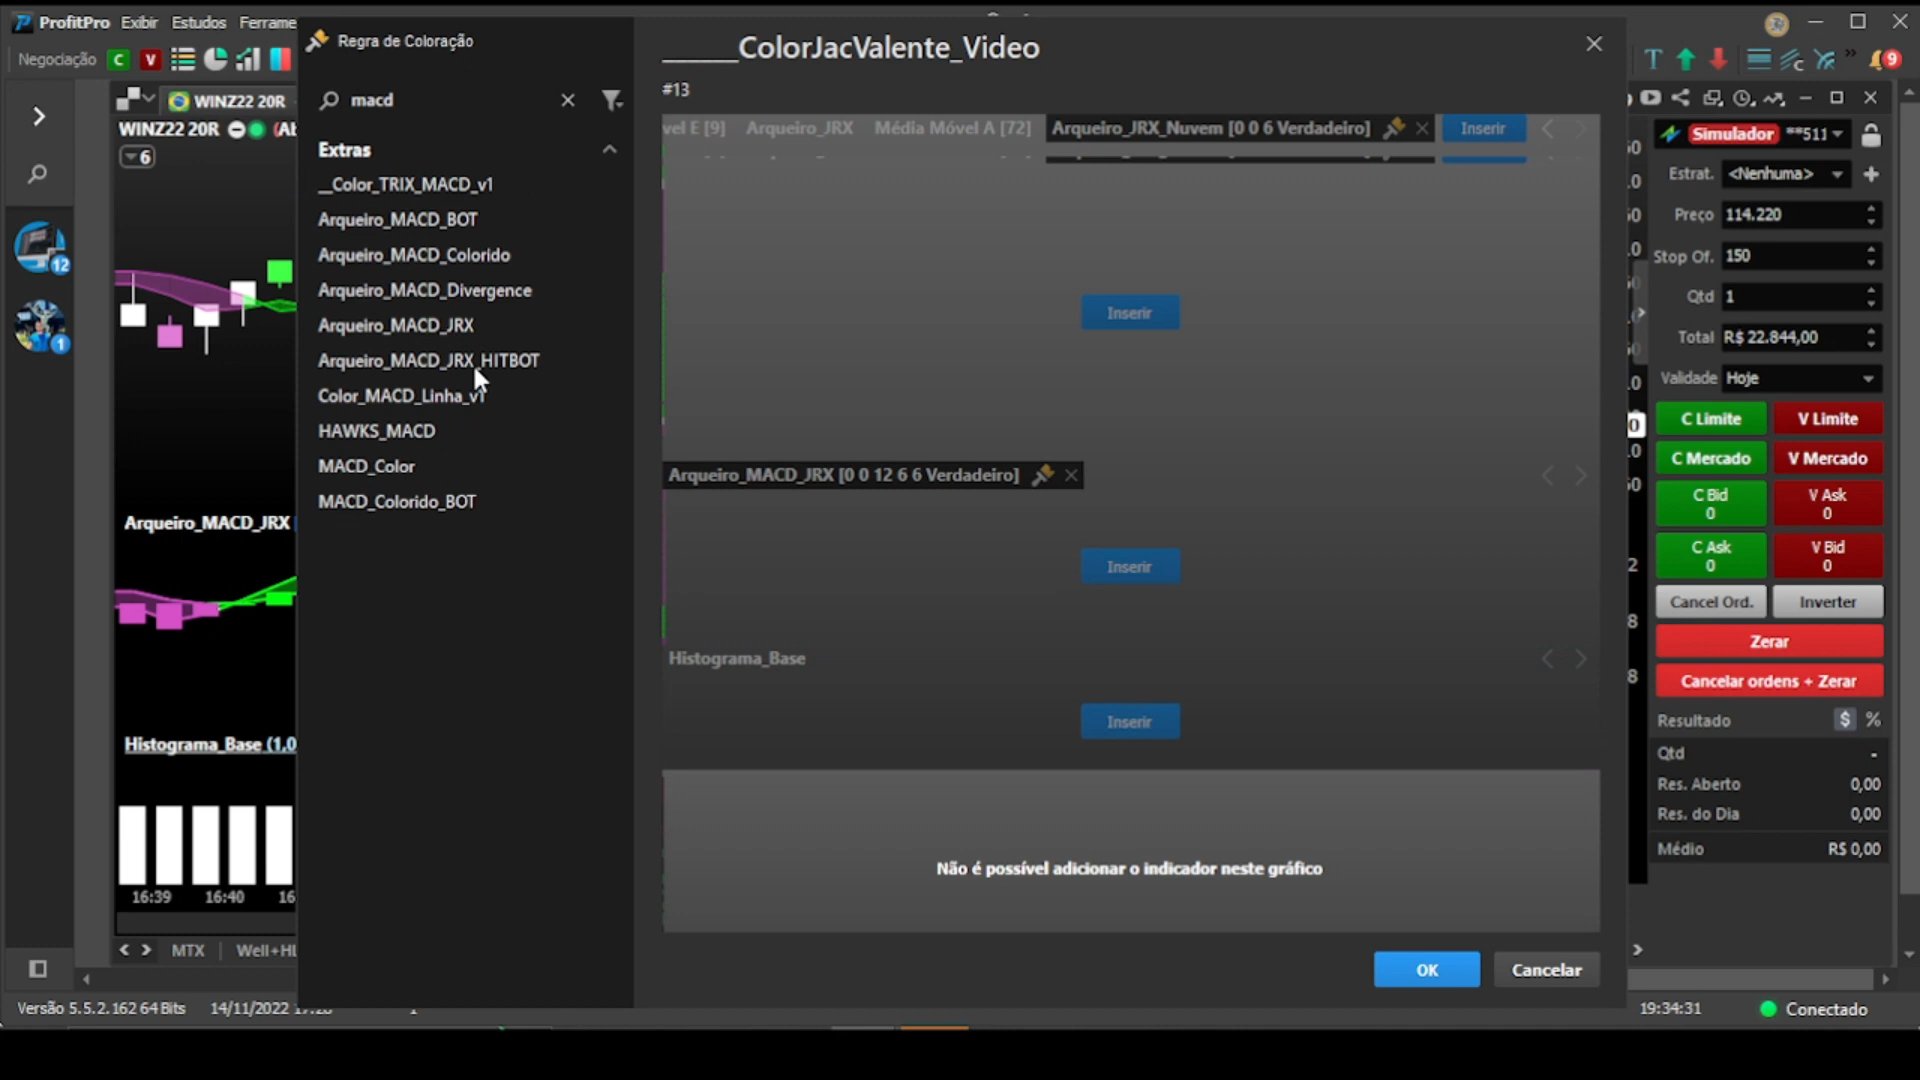 ProfitPro Exibir Estudos Ferrame
Negociação C V
WINZ22 20R
WINZ22 20R
6
Arqueiro_MACD_JRX
Histograma_Base (1,0
16:39 16:40 16
MTX Well+HL
Versão 5.5.2.162 64 Bits 14/11/2022
12
1
Regra de Coloração
macd
Extras
__Color_TRIX_MACD_v1
Arqueiro_MACD_BOT
Arqueiro_MACD_Colorido
Arqueiro_MACD_Divergence
Arqueiro_MACD_JRX
Arqueiro_MACD_JRX_HITBOT
Color_MACD_Linha_v1
HAWKS_MACD
MACD_Color
MACD_Colorido_BOT
______ColorJacValente_Video
#13
vel E [9] Arqueiro_JRX Média Móvel A [72] Arqueiro_JRX_Nuvem [0 0 6 Verdadeiro] Inserir
Inserir
Arqueiro_MACD_JRX [0 0 12 6 6 Verdadeiro]
Inserir
Histograma_Base
Inserir
Não é possível adicionar o indicador neste gráfico
OK Cancelar
T 9
Simulador **511
Estrat. <Nenhuma>
Preço 114.220
Stop Of. 150
Qtd 1
Total R$ 22.844,00
Validade Hoje
C Limite V Limite
C Mercado V Mercado
C Bid V Ask
0 0
C Ask V Bid
0 0
Cancel Ord. Inverter
Zerar
Cancelar ordens + Zerar
Resultado $ %
Qtd -
Res. Aberto 0,00
Res. do Dia 0,00
Médio R$ 0,00
19:34:31 Conectado